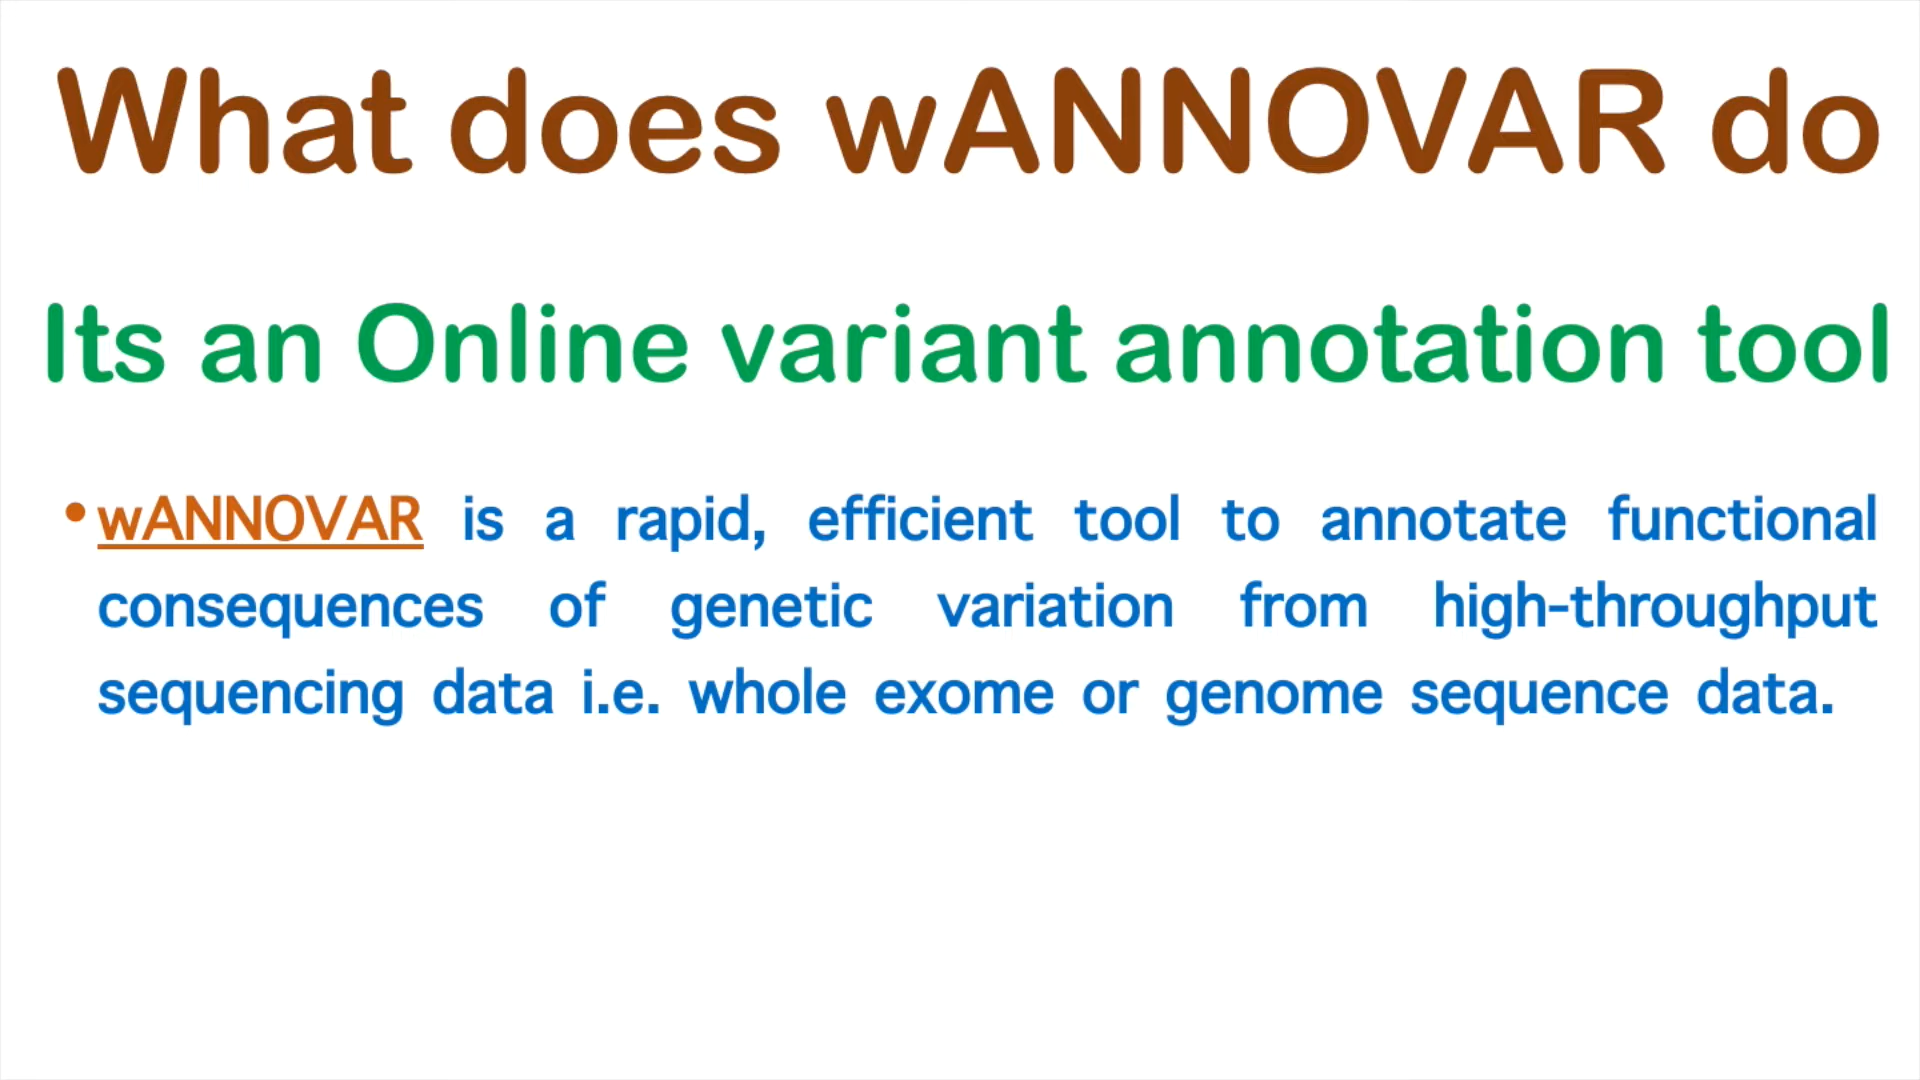 What does wANNOVAR do
Its an Online variant annotation tool
•wANNOVAR is a rapid, efficient tool to annotate functional
consequences of genetic variation from high-throughput
sequencing data i.e. whole exome or genome sequence data.